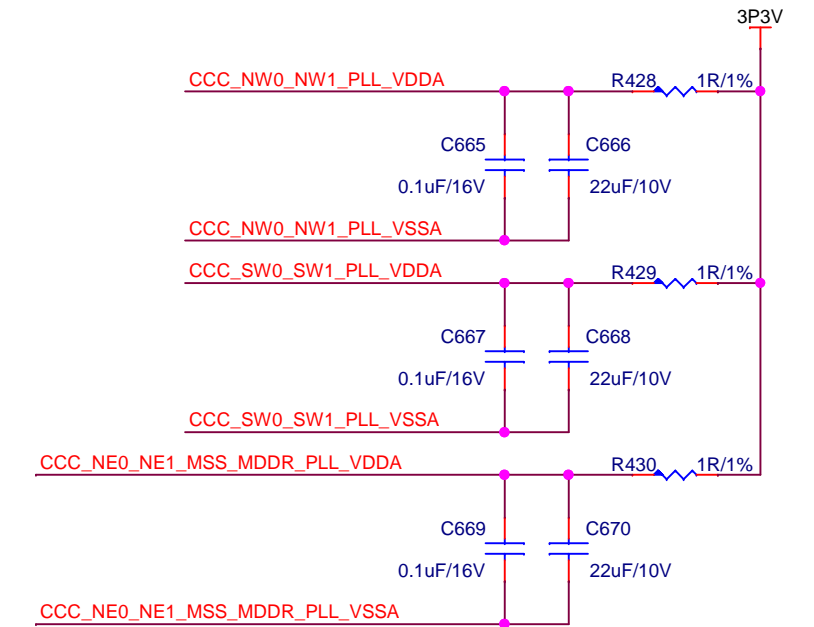 3P3V
CCC_NW0_NW1_PLL_VDDA
R428 1R/1%
C665 C666
0.1uF/16V 22uF/10V
CCC_NW0_NW1_PLL_VSSA
CCC_SW0_SW1_PLL_VDDA
R429 1R/1%
C667 C668
0.1uF/16V 22uF/10V
CCC_SW0_SW1_PLL_VSSA
CCC_NE0_NE1_MSS_MDDR_PLL_VDDA
R430 1R/1%
C669 C670
0.1uF/16V 22uF/10V
CCC_NE0_NE1_MSS_MDDR_PLL_VSSA